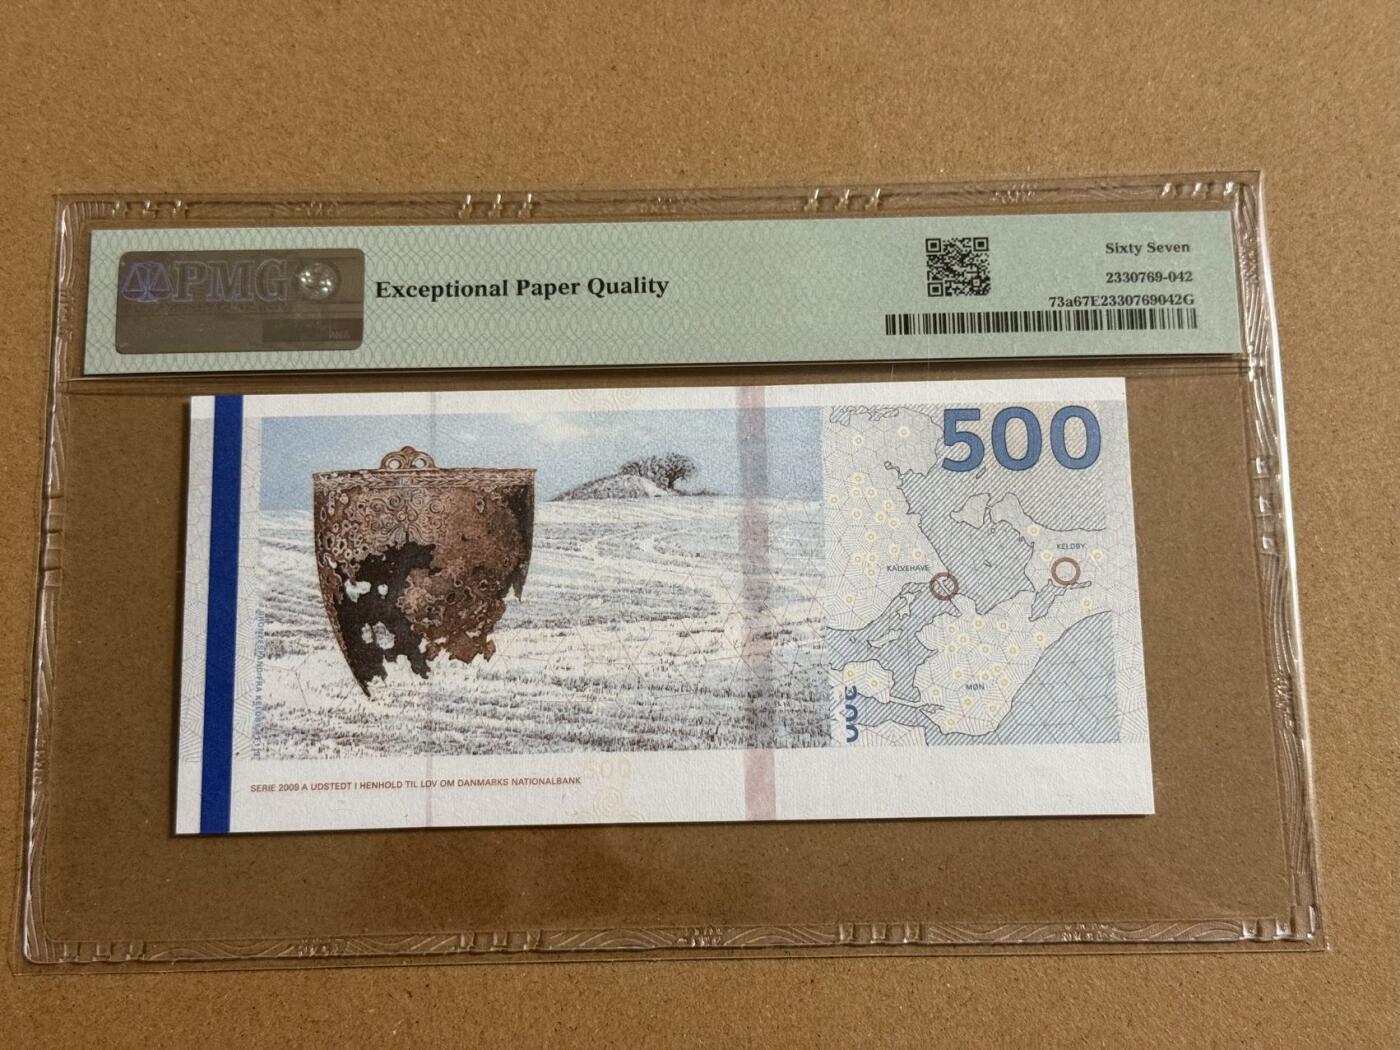 PMG
Exceptional Paper Quality
Sixty Seven
2330769-042
73a67E2330769042G
500
KELDBY
KALVEHAVE
MØN
500
SERIE 2009 A UDSTEDT I HENHOLD TIL LOV OM DANMARKS NATIONALBANK